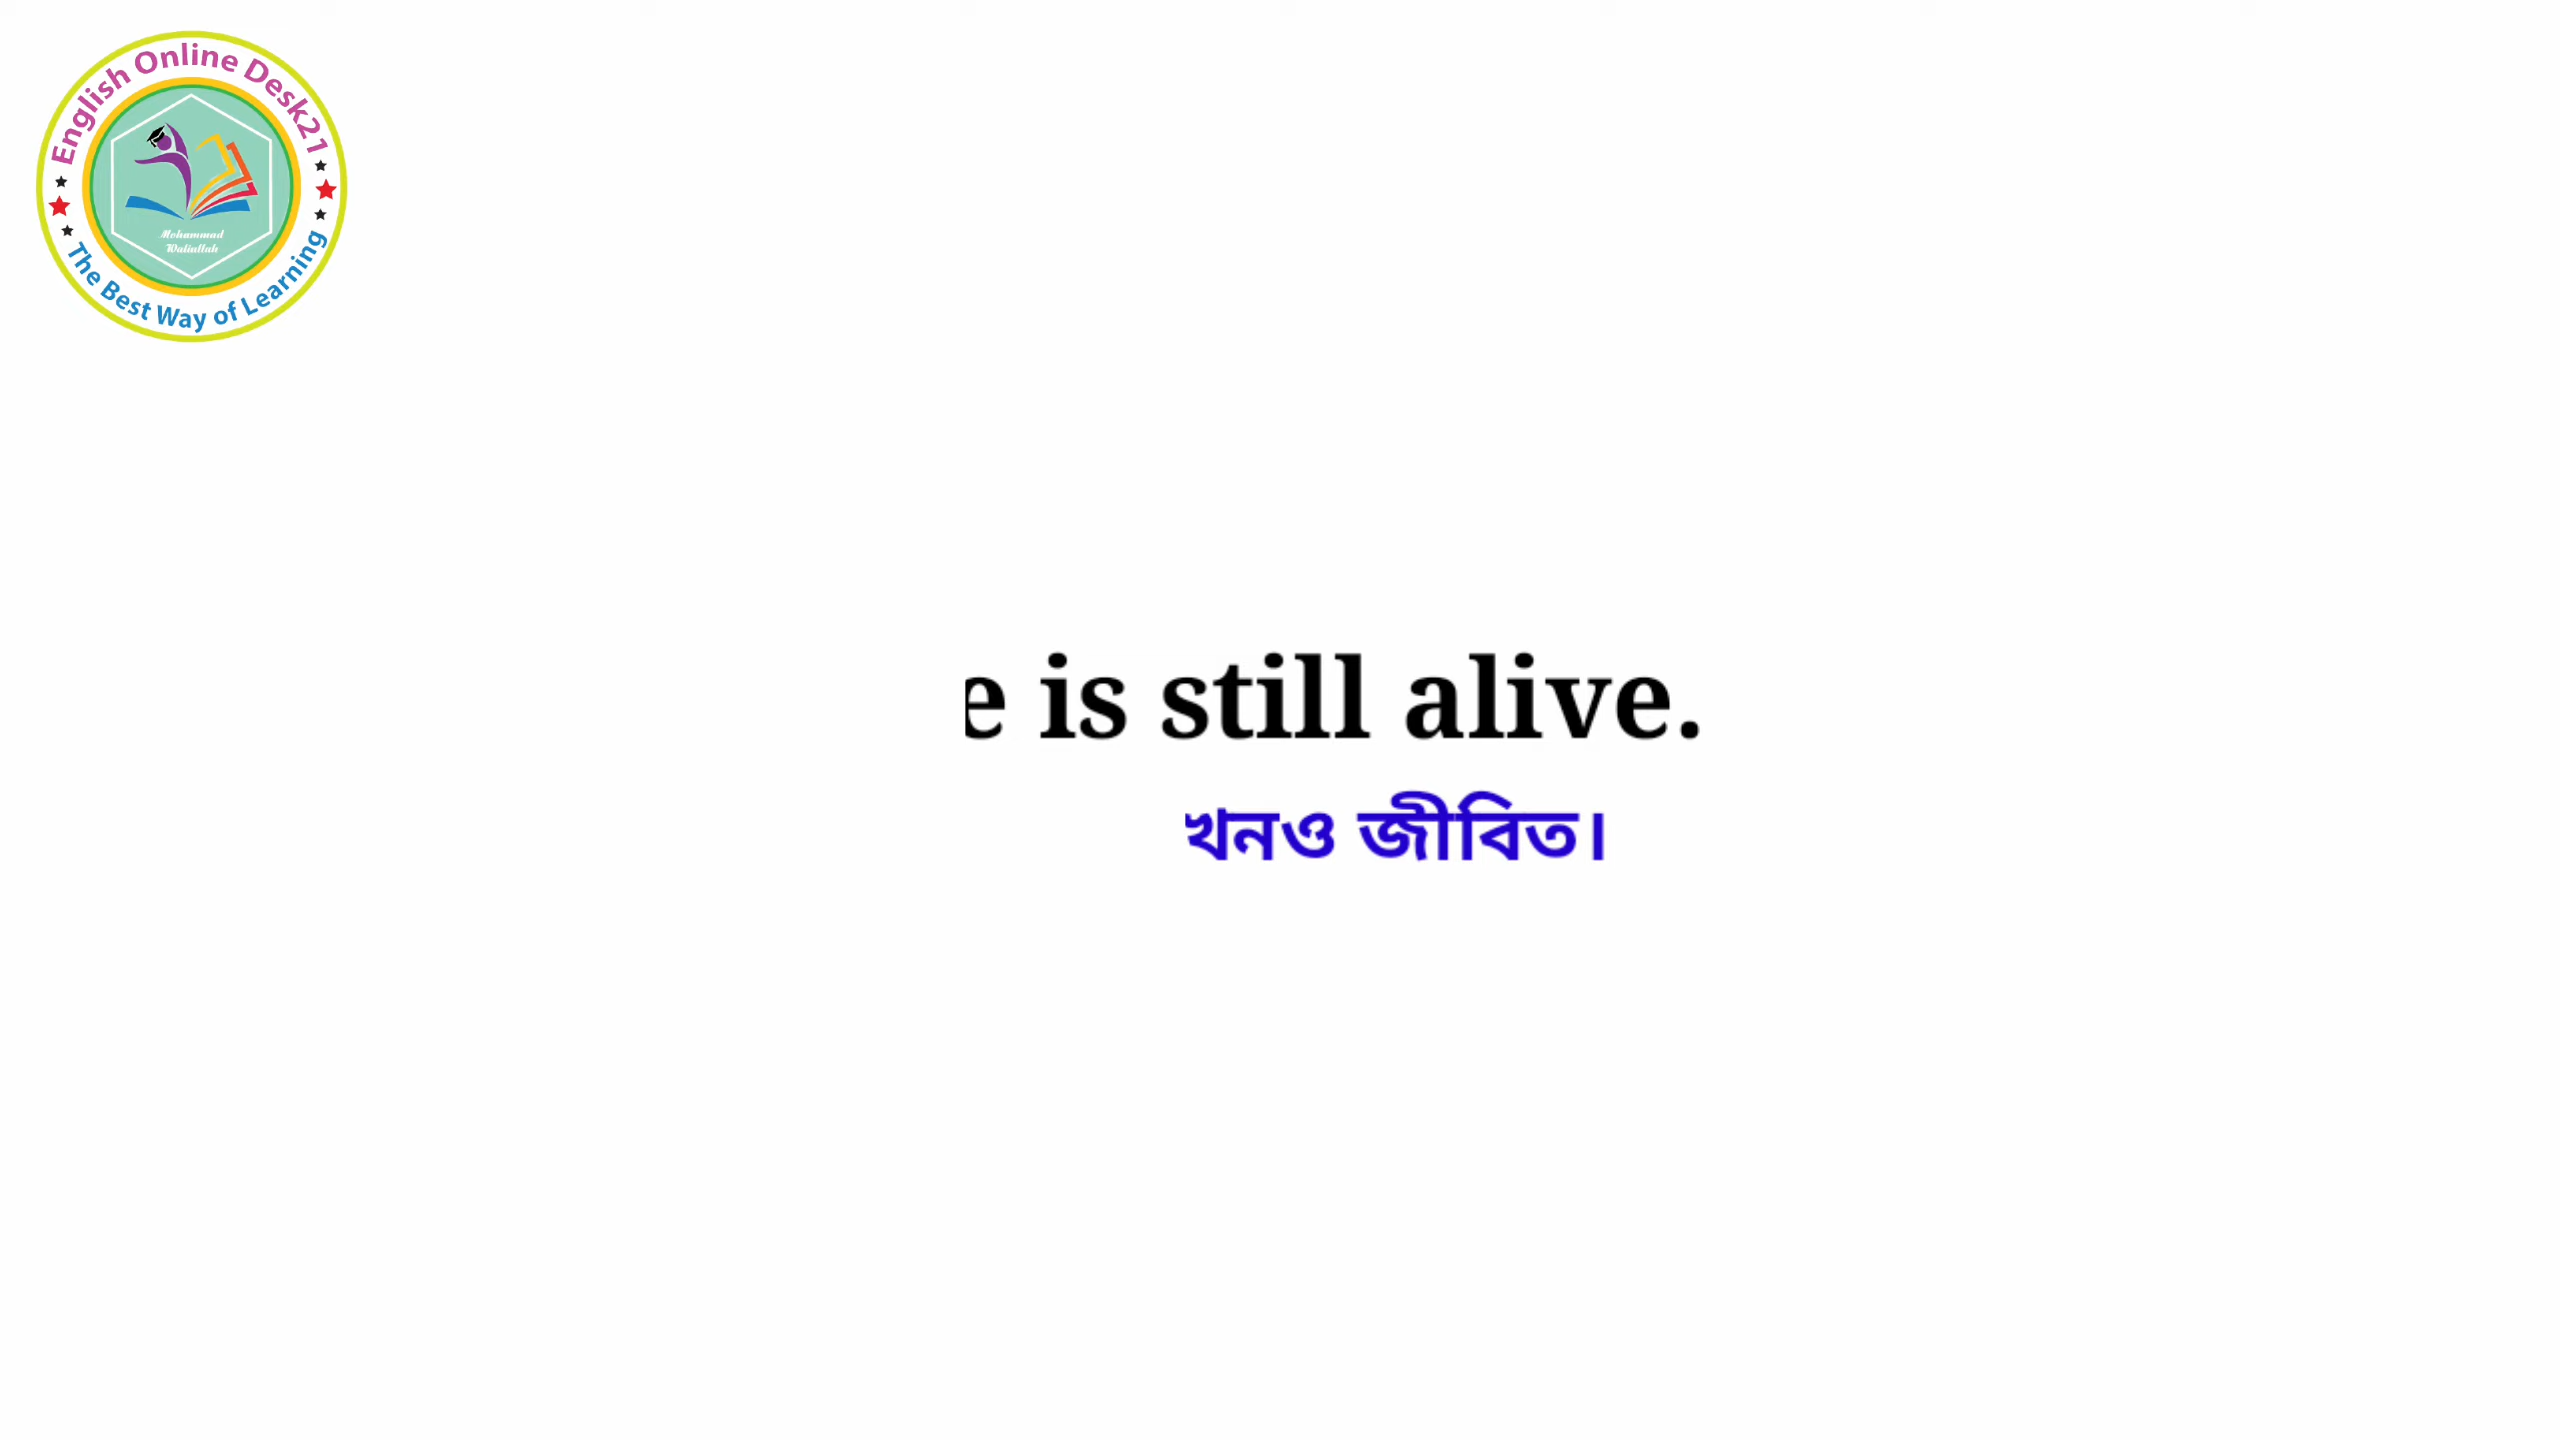 English Online Desk21
Mohammad
Waliullah
The Best Way of Learning
e is still alive.
খনও জীবিত।